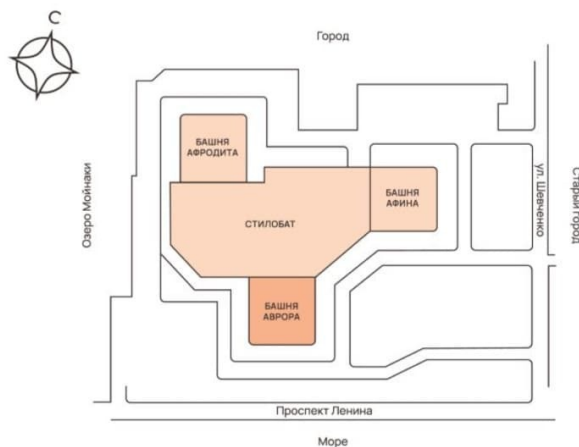 С
Город
БАШНЯ
АФРОДИТА
Озеро Мойнаки
СТИЛОБАТ
БАШНЯ
АФИНА
ул. Шевченко
Старый город
БАШНЯ
АВРОРА
Проспект Ленина
Море